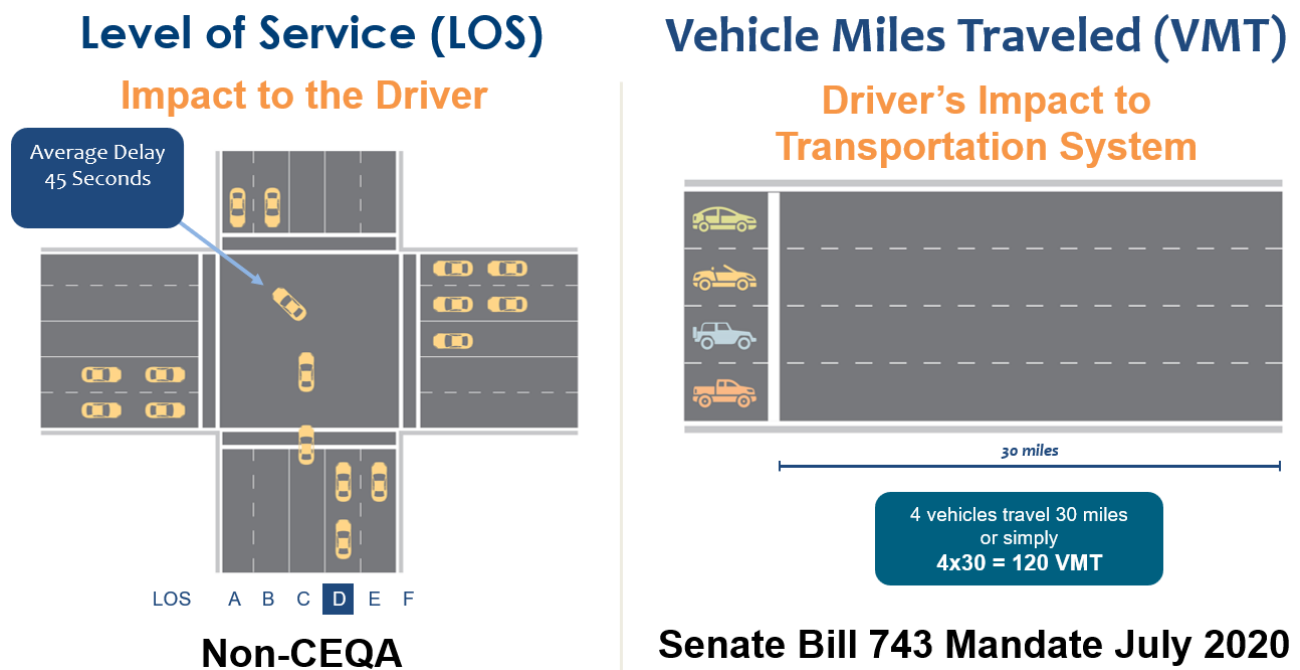 Level of Service (LOS)
Impact to the Driver
Average Delay
45 Seconds
LOS A B C D E F
Non-CEQA
Vehicle Miles Traveled (VMT)
Driver's Impact to
Transportation System
30 miles
4 vehicles travel 30 miles
or simply
4x30 = 120 VMT
Senate Bill 743 Mandate July 2020